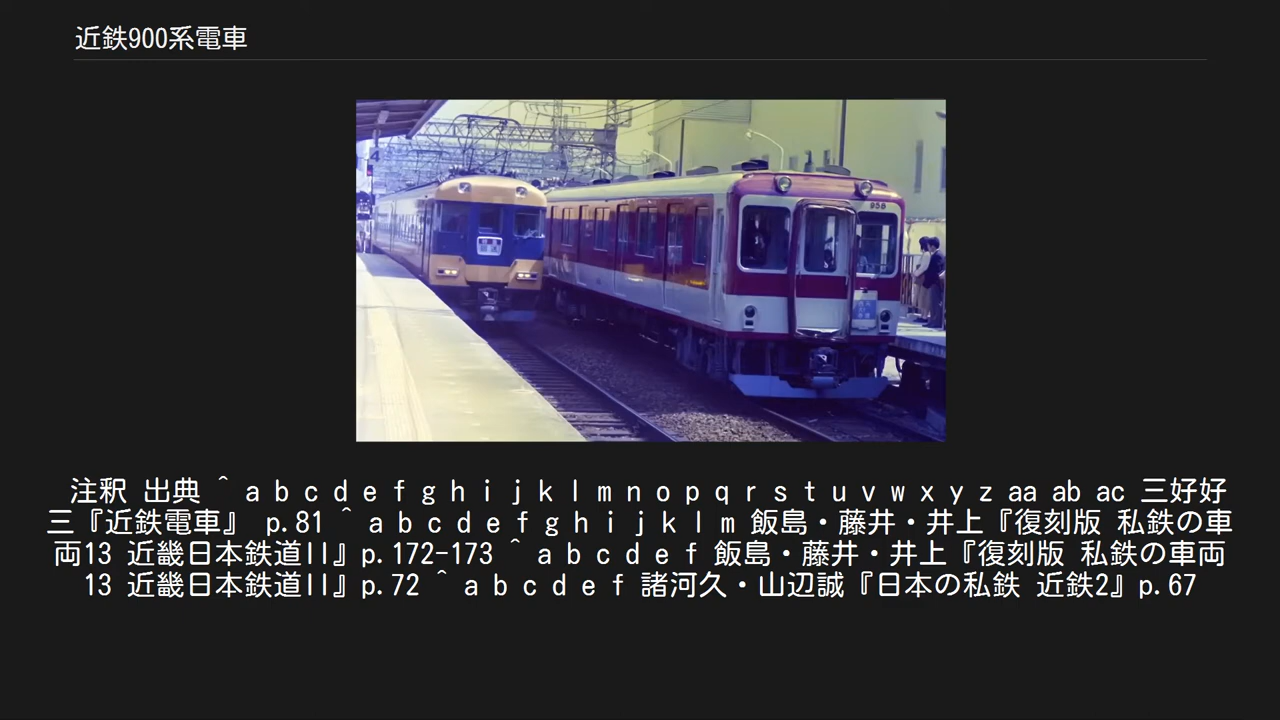 近鉄900系電車
956
注釈 出典 ^ a b c d e f g h i j k l m n o p q r s t u v w x y z aa ab ac 三好好
三『近鉄電車』 p.81 ^ a b c d e f g h i j k l m 飯島・藤井・井上『復刻版 私鉄の車
両13 近畿日本鉄道II』p.172-173 ^ a b c d e f 飯島・藤井・井上『復刻版 私鉄の車両
13 近畿日本鉄道II』p.72 ^ a b c d e f 諸河久・山辺誠『日本の私鉄 近鉄2』p.67